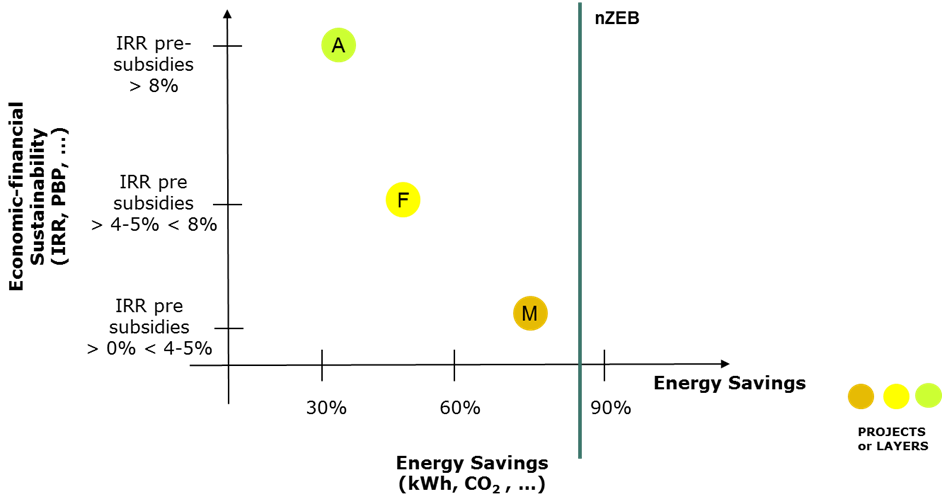 nZEB
IRR pre-
subsidies
> 8%
A
Economic-financial
Sustainability
(IRR, PBP, ...)
IRR pre
subsidies
> 4-5% < 8%
F
IRR pre
subsidies
> 0% < 4-5%
M
Energy Savings
30%
60%
90%
PROJECTS
or LAYERS
Energy Savings
(kWh, CO₂ , ...)